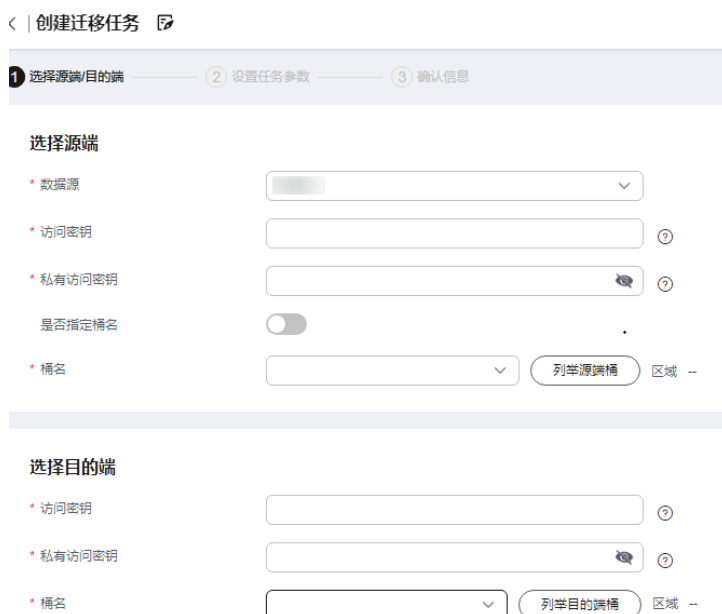 创建迁移任务
1 选择源端/目的端 2 设置任务参数 3 确认信息
选择源端
* 数据源
* 访问密钥
* 私有访问密钥
是否指定桶名
* 桶名 列举源端桶 区域 --
选择目的端
* 访问密钥
* 私有访问密钥
* 桶名 列举目的端桶 区域 --